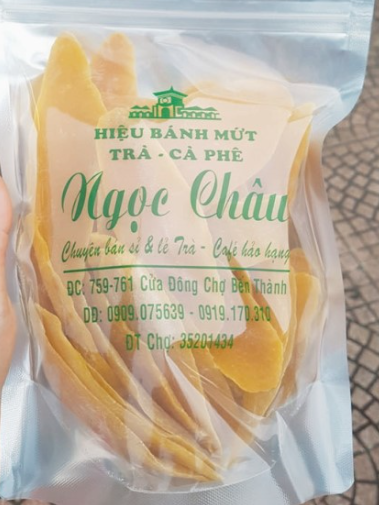 HIỆU BÁNH MỨT
TRÀ - CÀ PHÊ
Ngọc Châu
Chuyên bán sỉ & lẻ Trà - Café hảo hạng
ĐC: 759-761 Cửa Đông Chợ Bến Thành
DĐ: 0909.075639 - 0919.170.310
ĐT Chợ: 35201434